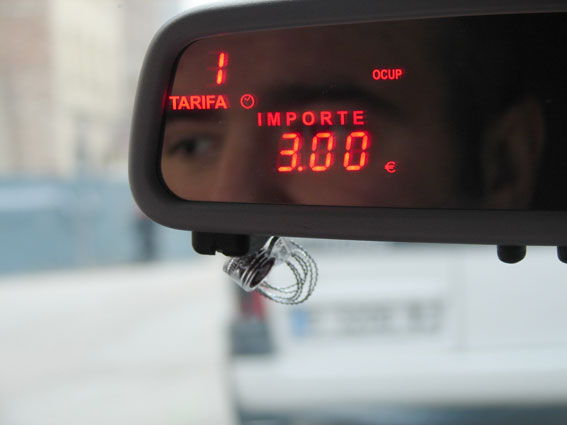 1 OCUP
TARIFA
IMPORTE
3.00 €